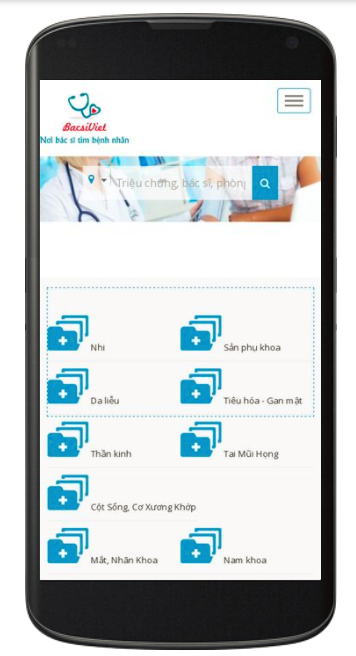 BacsiViet
Nơi bác sĩ tìm bệnh nhân
Triệu chứng, bác sĩ, phòng
Nhi
Sản phụ khoa
Da liễu
Tiêu hóa - Gan mật
Thần kinh
Tai Mũi Họng
Cột Sống, Cơ Xương Khớp
Mắt, Nhãn Khoa
Nam khoa